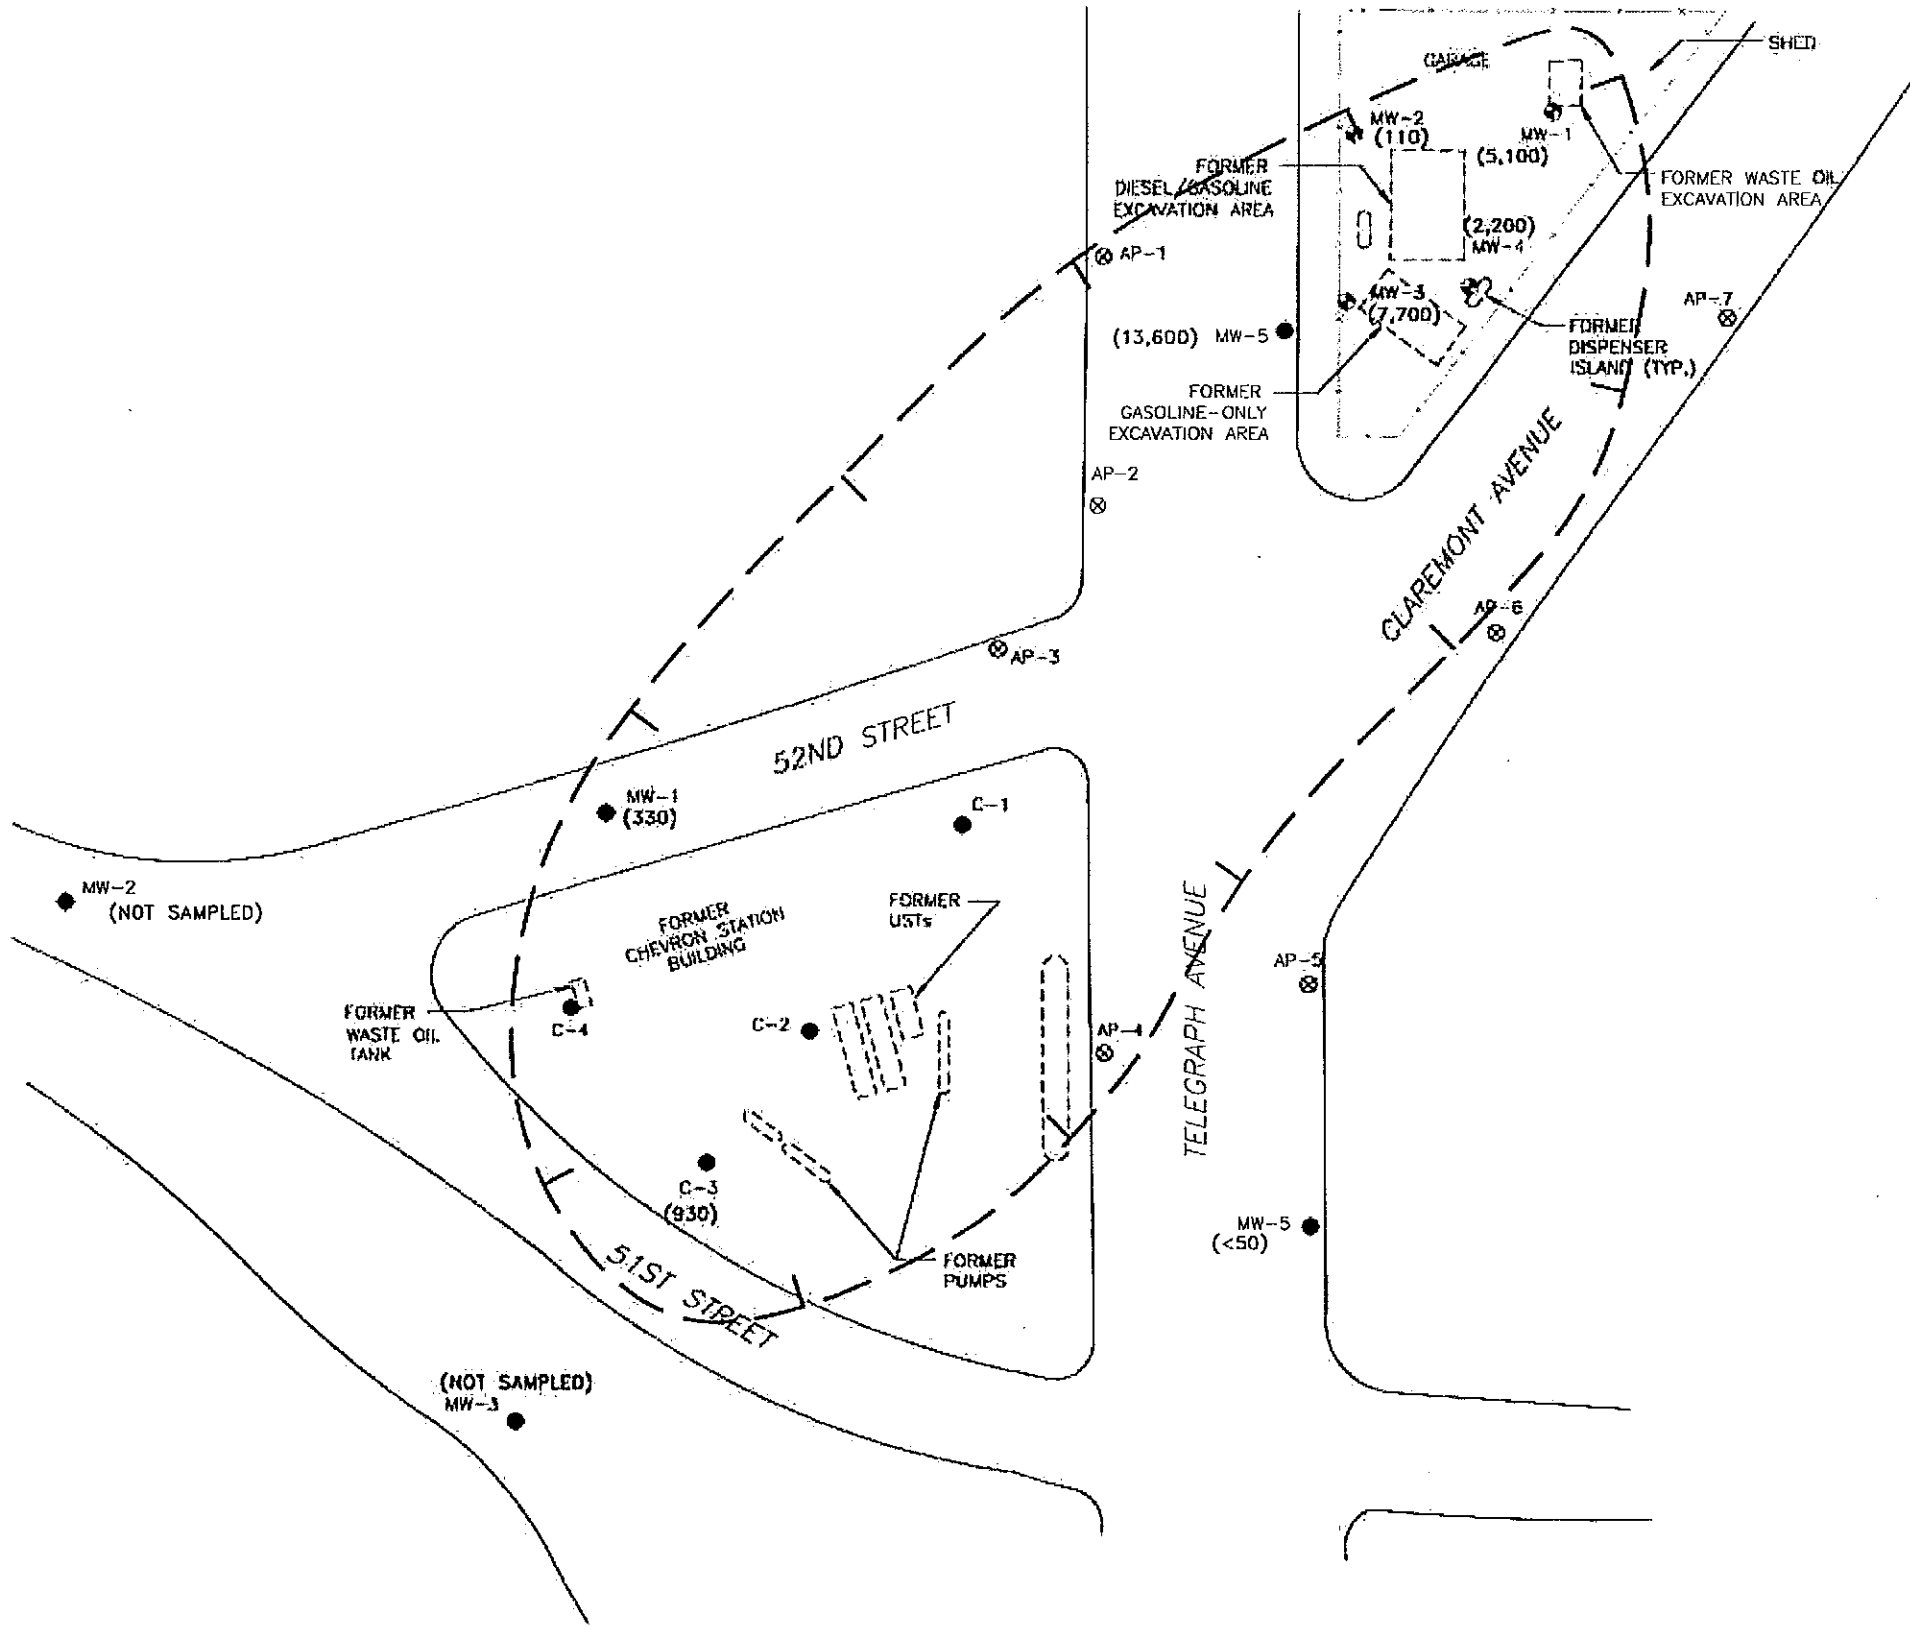 SHED
GARAGE
MW-2
(110)
MW-1
(5,100)
FORMER
DIESEL/GASOLINE
EXCAVATION AREA
FORMER WASTE OIL
EXCAVATION AREA
(2,200)
MW-4
AP-1
MW-3
(7,700)
AP-7
(13,600) MW-5
FORMER
DISPENSER
ISLAND (TYP.)
FORMER
GASOLINE-ONLY
EXCAVATION AREA
CLAREMONT AVENUE
AP-2
AP-6
AP-3
52ND STREET
MW-1
(330)
C-1
MW-2
(NOT SAMPLED)
FORMER
CHEVRON STATION
BUILDING
FORMER
USTs
TELEGRAPH AVENUE
AP-5
FORMER
WASTE OIL
TANK
C-4
C-2
AP-4
C-3
(930)
MW-5
(<50)
51ST STREET
FORMER
PUMPS
(NOT SAMPLED)
MW-3